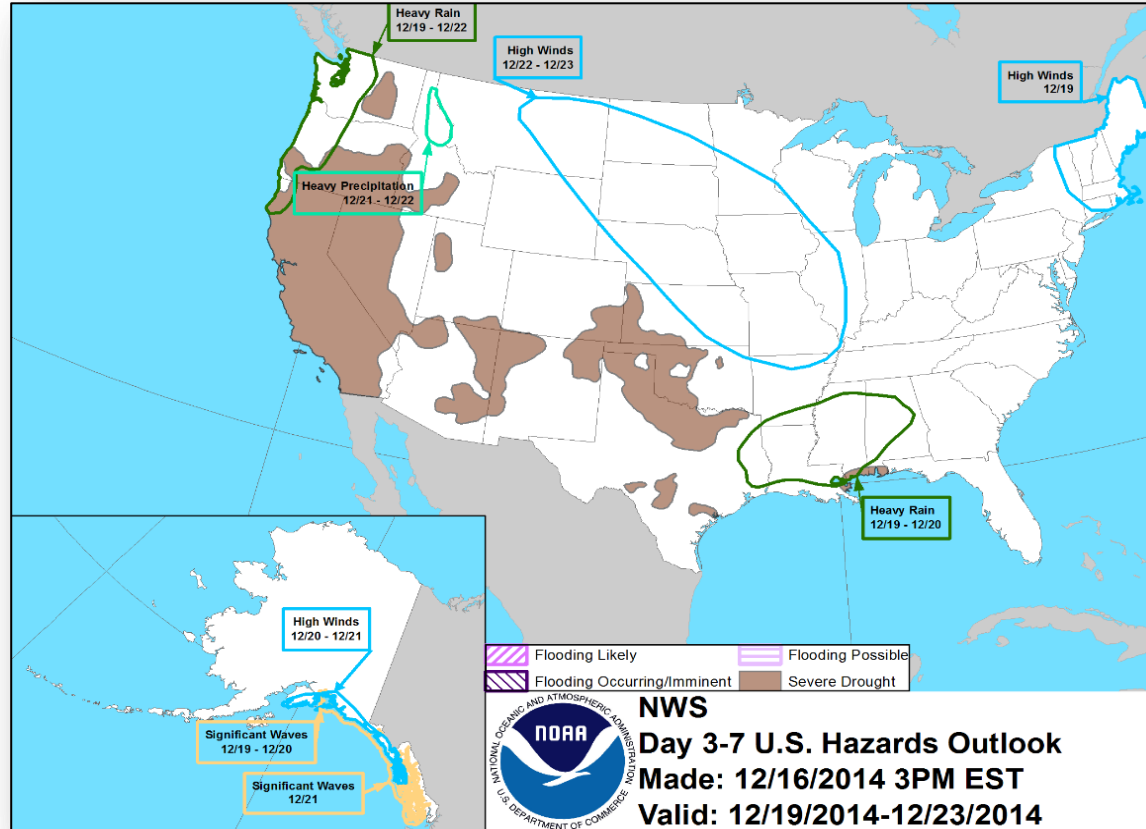 Heavy Rain
12/19 - 12/22
High Winds
12/22 - 12/23
High Winds
12/19
Heavy Precipitation
12/21 - 12/22
Heavy Rain
12/19 - 12/20
High Winds
12/20 - 12/21
Significant Waves
12/19 - 12/20
Significant Waves
12/21
Flooding Likely
Flooding Possible
Flooding Occurring/Imminent
Severe Drought
NATIONAL OCEANIC AND ATMOSPHERIC ADMINISTRATION
NOAA
U.S. DEPARTMENT OF COMMERCE
NWS
Day 3-7 U.S. Hazards Outlook
Made: 12/16/2014 3PM EST
Valid: 12/19/2014-12/23/2014